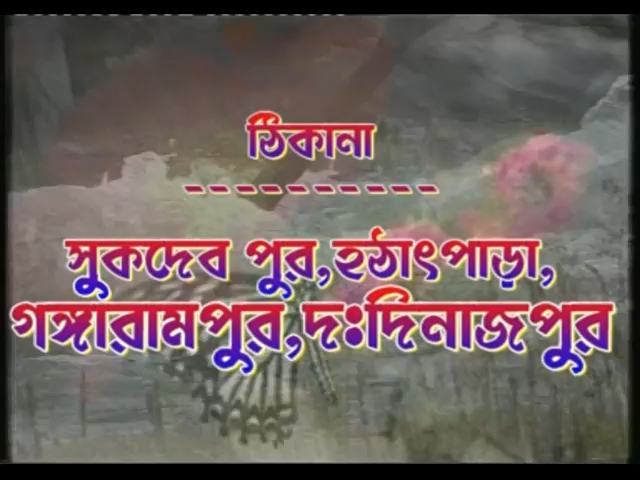 ঠিকানা
----------
সুকদেব পুর,হঠাৎপাড়া,
গঙ্গারামপুর,দঃদিনাজপুর